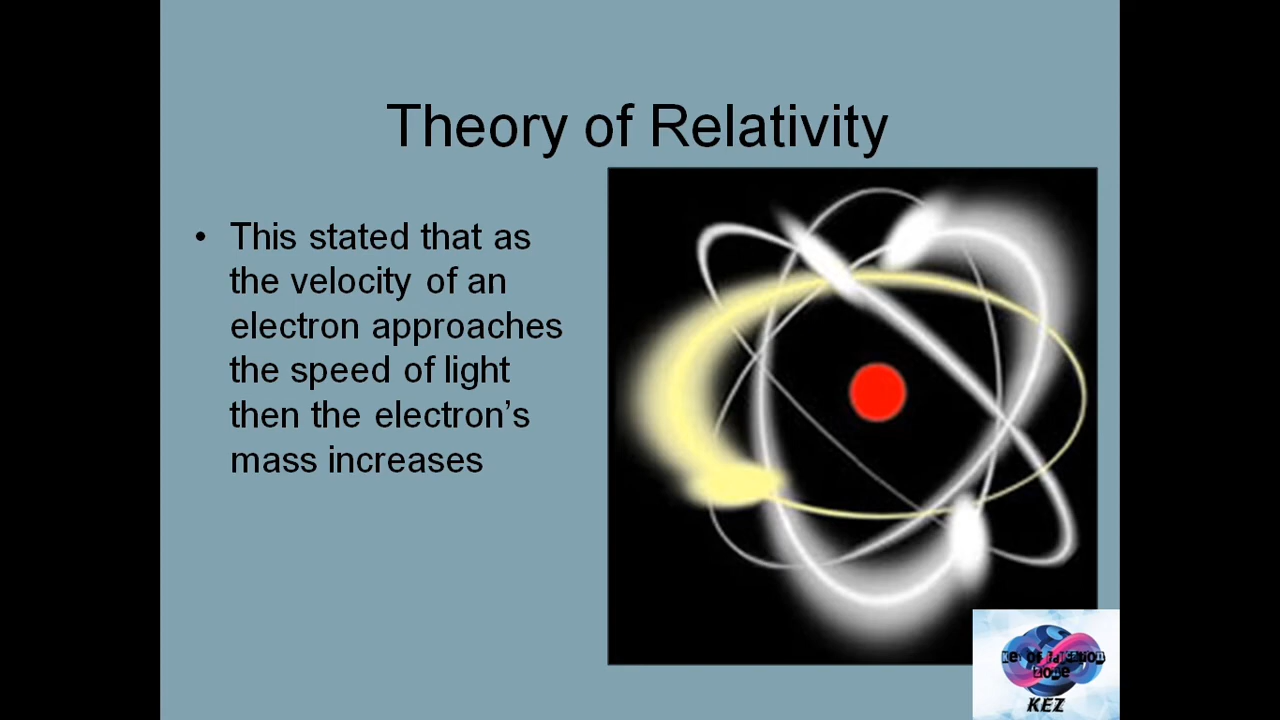 Theory of Relativity
• This stated that as
the velocity of an
electron approaches
the speed of light
then the electron's
mass increases
KEZ